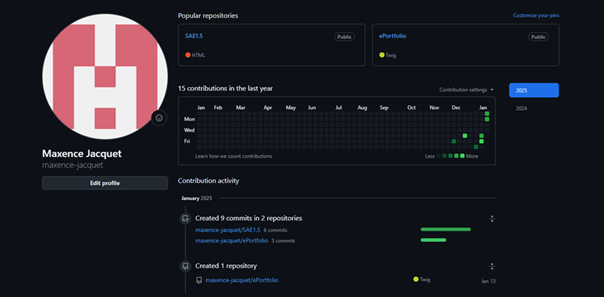 Popular repositories
Customize your pins
SAE1.5
Public
HTML
ePortfolio
Public
Twig
15 contributions in the last year
Contribution settings
2025
2024
Jan Feb Mar Apr May Jun Jul Aug Sep Oct Nov Dec Jan
Mon
Wed
Fri
Learn how we count contributions
Less
More
Maxence Jacquet
maxence-jacquet
Edit profile
Contribution activity
January 2025
Created 9 commits in 2 repositories
maxence-jacquet/SAE1.5 6 commits
maxence-jacquet/ePortfolio 3 commits
Created 1 repository
maxence-jacquet/ePortfolio
Twig
Jan 13